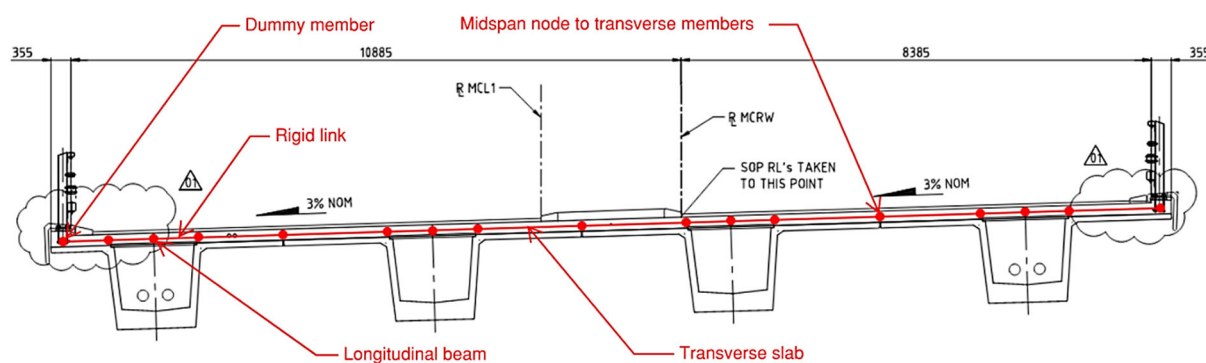 Dummy member
Midspan node to transverse members
355
10885
8385
355
℞ MCL1
℞ MCRW
Rigid link
01
3% NOM
SOP RL's TAKEN
TO THIS POINT
3% NOM
01
Longitudinal beam
Transverse slab